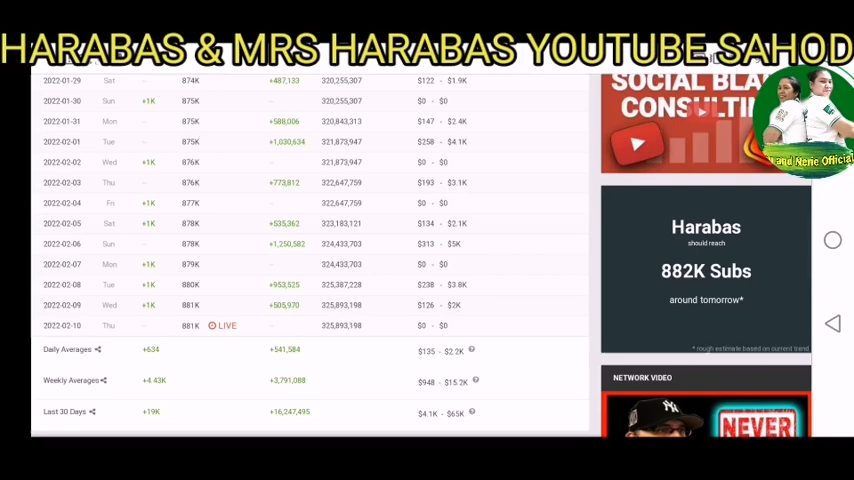 HARABAS & MRS HARABAS YOUTUBE SAHOD
2022-01-29 Sat -- 874K +487,133 320,255,307 $122 - $1.9K
2022-01-30 Sun +1K 875K -- 320,255,307 $0 - $0
2022-01-31 Mon -- 875K +588,006 320,843,313 $147 - $2.4K
2022-02-01 Tue -- 875K +1,030,634 321,873,947 $258 - $4.1K
2022-02-02 Wed +1K 876K -- 321,873,947 $0 - $0
2022-02-03 Thu -- 876K +773,812 322,647,759 $193 - $3.1K
2022-02-04 Fri +1K 877K -- 322,647,759 $0 - $0
2022-02-05 Sat +1K 878K +535,362 323,183,121 $134 - $2.1K
2022-02-06 Sun -- 878K +1,250,582 324,433,703 $313 - $5K
2022-02-07 Mon +1K 879K -- 324,433,703 $0 - $0
2022-02-08 Tue +1K 880K +953,525 325,387,228 $238 - $3.8K
2022-02-09 Wed +1K 881K +505,970 325,893,198 $126 - $2K
2022-02-10 Thu -- 881K LIVE -- 325,893,198 $0 - $0
Daily Averages +634 +541,584 $135 - $2.2K
Weekly Averages +4.43K +3,791,088 $948 - $15.2K
Last 30 Days +19K +16,247,495 $4.1K - $65K
SOCIAL BLA
CONSULTIN
and Nerie Official
Harabas
should reach
882K Subs
around tomorrow*
* rough estimate based on current trend
NETWORK VIDEO
NEVER